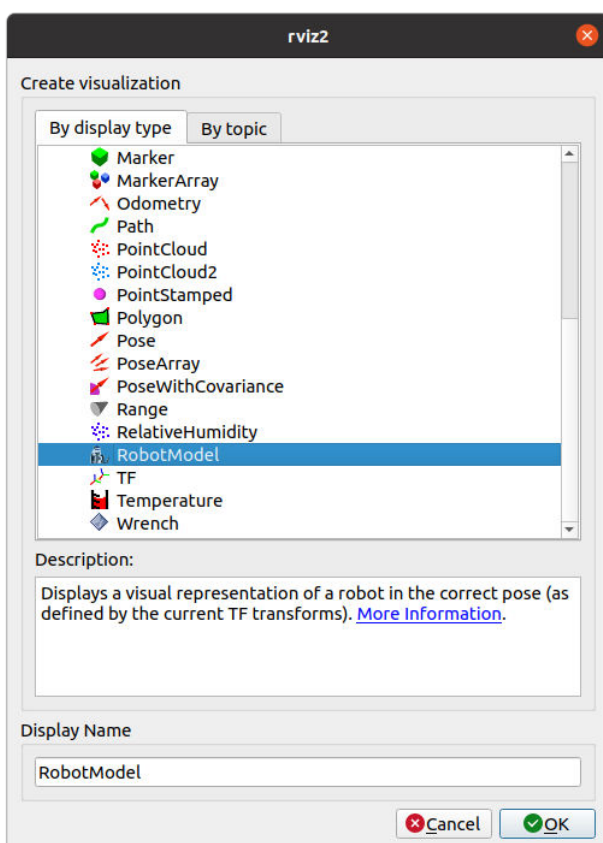 rviz2
Create visualization
By display type
By topic
Marker
MarkerArray
Odometry
Path
PointCloud
PointCloud2
PointStamped
Polygon
Pose
PoseArray
PoseWithCovariance
Range
RelativeHumidity
RobotModel
TF
Temperature
Wrench
Description:
Displays a visual representation of a robot in the correct pose (as
defined by the current TF transforms). More Information.
Display Name
RobotModel
Cancel
OK